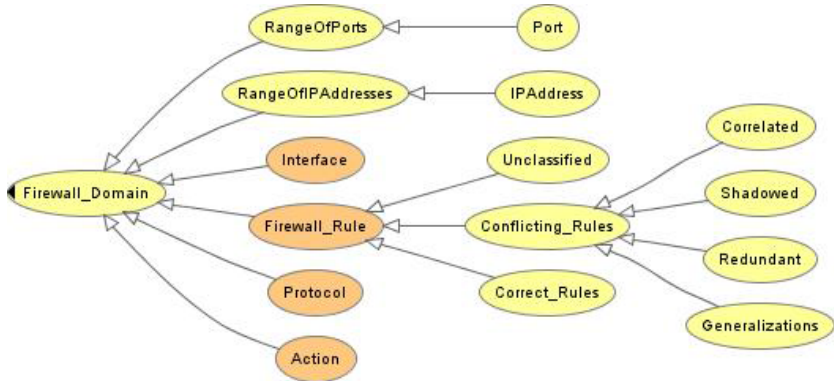 RangeOfPorts
Port
RangeOfIPAddresses
IPAddress
Correlated
Interface
Unclassified
Firewall_Domain
Shadowed
Firewall_Rule
Conflicting_Rules
Redundant
Protocol
Correct_Rules
Generalizations
Action